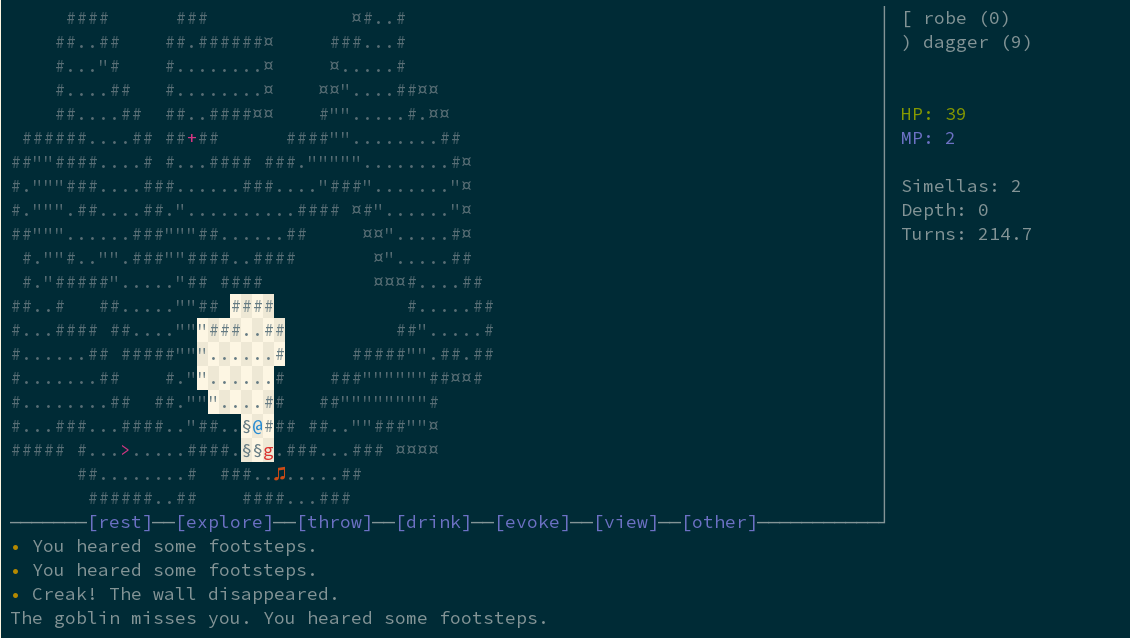 [ robe (0)
) dagger (9)
HP: 39
MP: 2
Simellas: 2
Depth: 0
Turns: 214.7
[rest]──[explore]──[throw]──[drink]──[evoke]──[view]──[other]
• You heared some footsteps.
• You heared some footsteps.
• Creak! The wall disappeared.
The goblin misses you. You heared some footsteps.